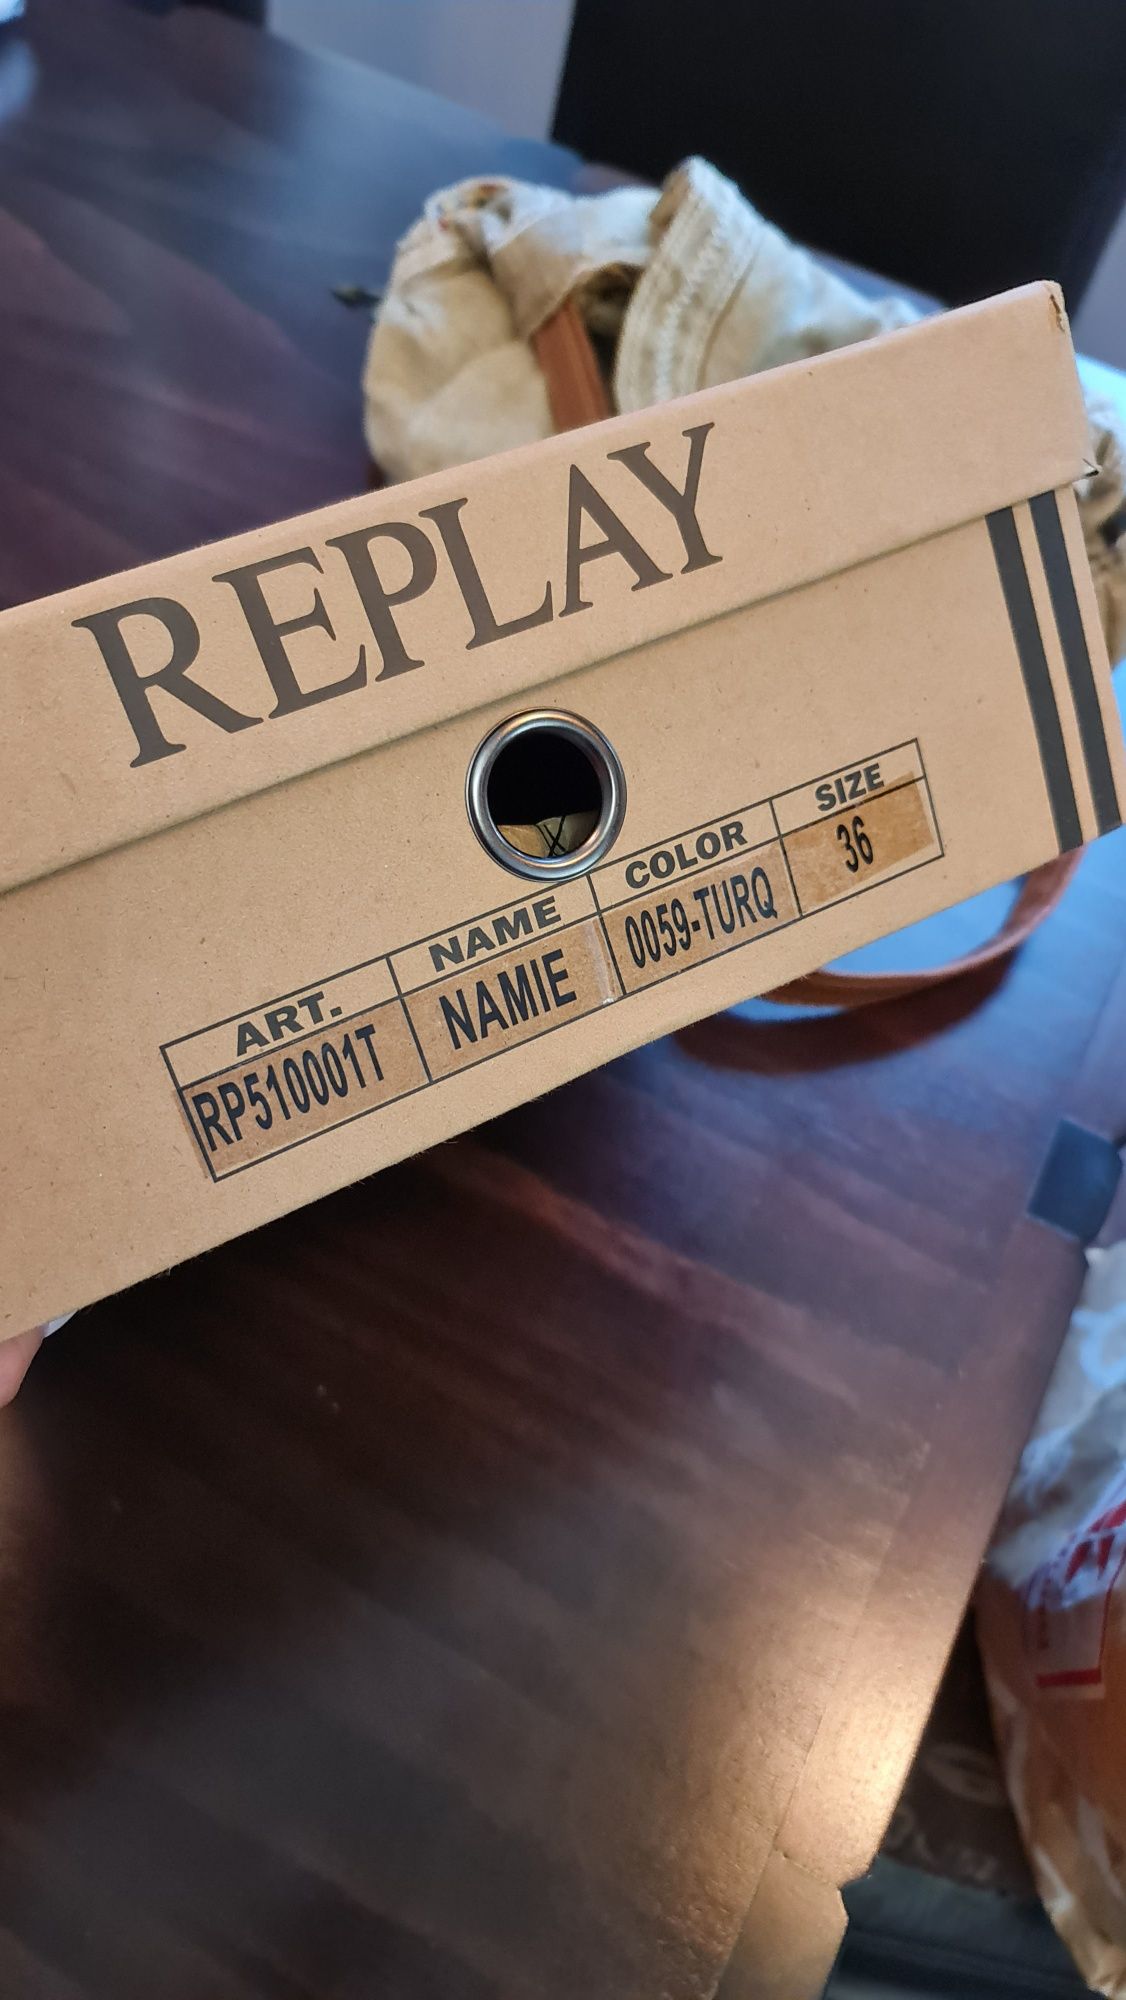 REPLAY
ART. NAME COLOR SIZE
RP510001T NAMIE 0059-TURQ 36